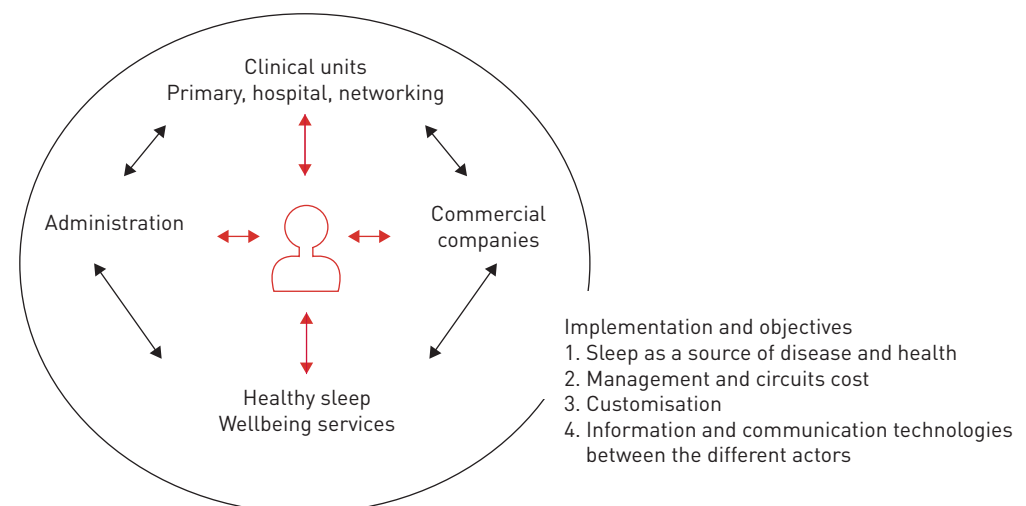 Clinical units
Primary, hospital, networking
Administration
Commercial
companies
Healthy sleep
Wellbeing services
Implementation and objectives
1. Sleep as a source of disease and health
2. Management and circuits cost
3. Customisation
4. Information and communication technologies
between the different actors